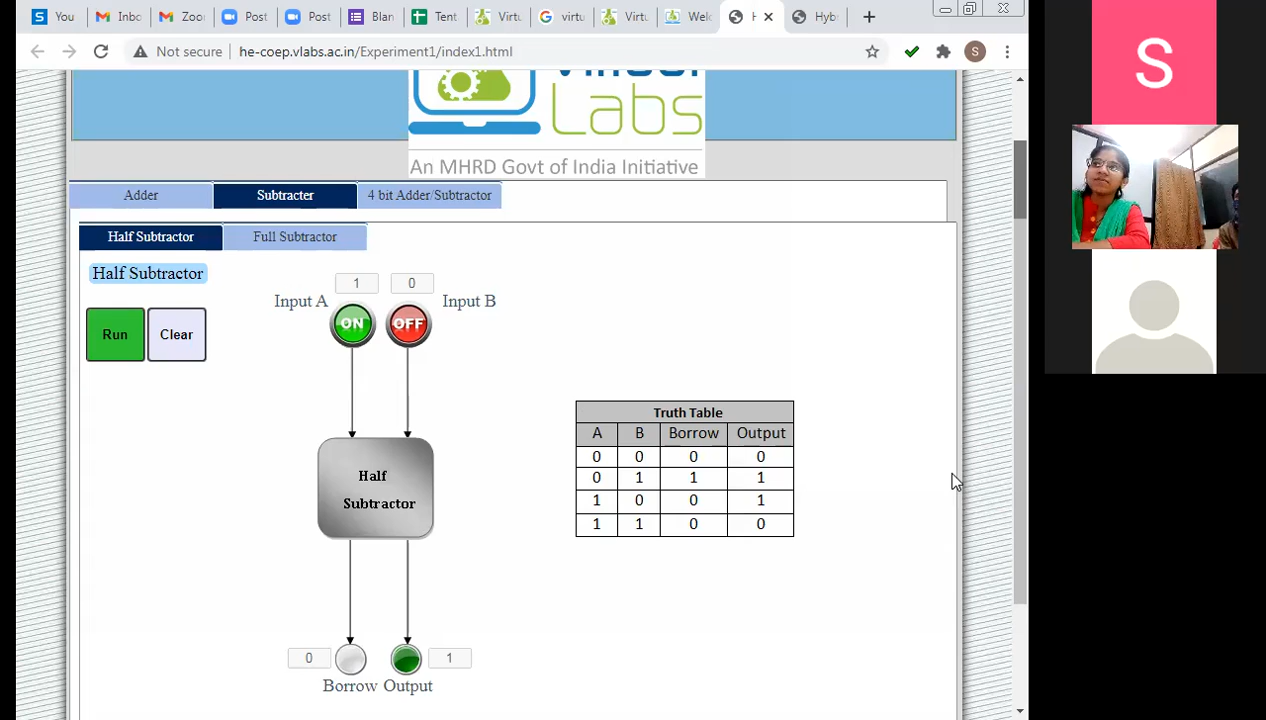 You
Inbo
Zoo
Post
Post
Blan
Tent
Virtu
virtu
Virtu
Welc
H
Hyb
Not secure
he-coep.vlabs.ac.in/Experiment1/index1.html
S
S
Labs
An MHRD Govt of India Initiative
Adder
Subtracter
4 bit Adder/Subtractor
Half Subtractor
Full Subtractor
Half Subtractor
Run
Clear
1
0
Input A
Input B
ON
OFF
Half
Subtractor
Truth Table
A B Borrow Output
0 0 0 0
0 1 1 1
1 0 0 1
1 1 0 0
0
1
Borrow
Output